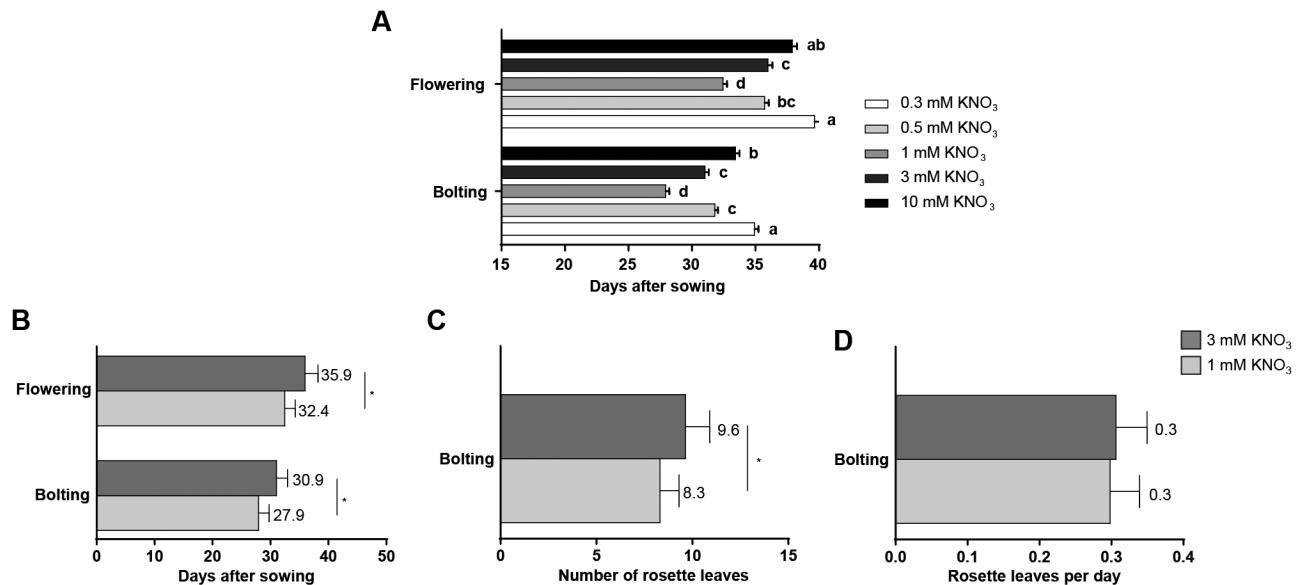 A
Flowering
ab
c
d
bc
a
Bolting
b
c
d
c
a
15 20 25 30 35 40
Days after sowing
0.3 mM KNO₃
0.5 mM KNO₃
1 mM KNO₃
3 mM KNO₃
10 mM KNO₃
B
Flowering
35.9
32.4
*
Bolting
30.9
27.9
*
0 10 20 30 40 50
Days after sowing
C
Bolting
9.6
8.3
*
0 5 10 15
Number of rosette leaves
D
Bolting
0.3
0.3
0.0 0.1 0.2 0.3 0.4
Rosette leaves per day
3 mM KNO₃
1 mM KNO₃